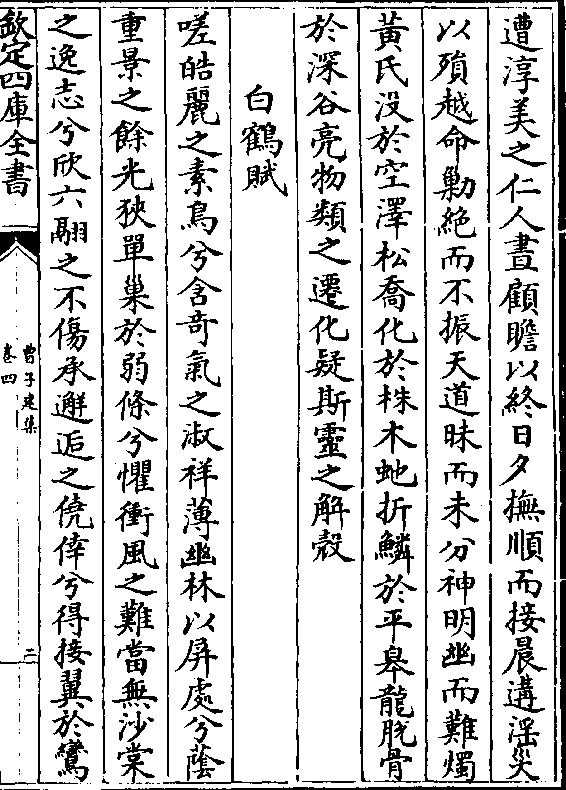 遭淳美之仁人晝顧瞻以終日夕撫順而接晨遘淫災
以殞越命勦絶而不振天道昧而未分神明幽而難燭
黃氏没於空澤松喬化於株木虵折鱗於平臯龍脱骨
於深谷亮物類之遷化疑斯靈之解殼
白鶴賦
嗟皓麗之素鳥兮含奇氣之淑祥薄幽林以屏處兮蔭
重景之餘光狹單巢於弱條兮懼衝風之難當無沙棠
之逸志兮欣六翮之不傷承邂逅之僥倖兮得接翼於鸞
欽定四庫全書
曹子建集
卷四
二